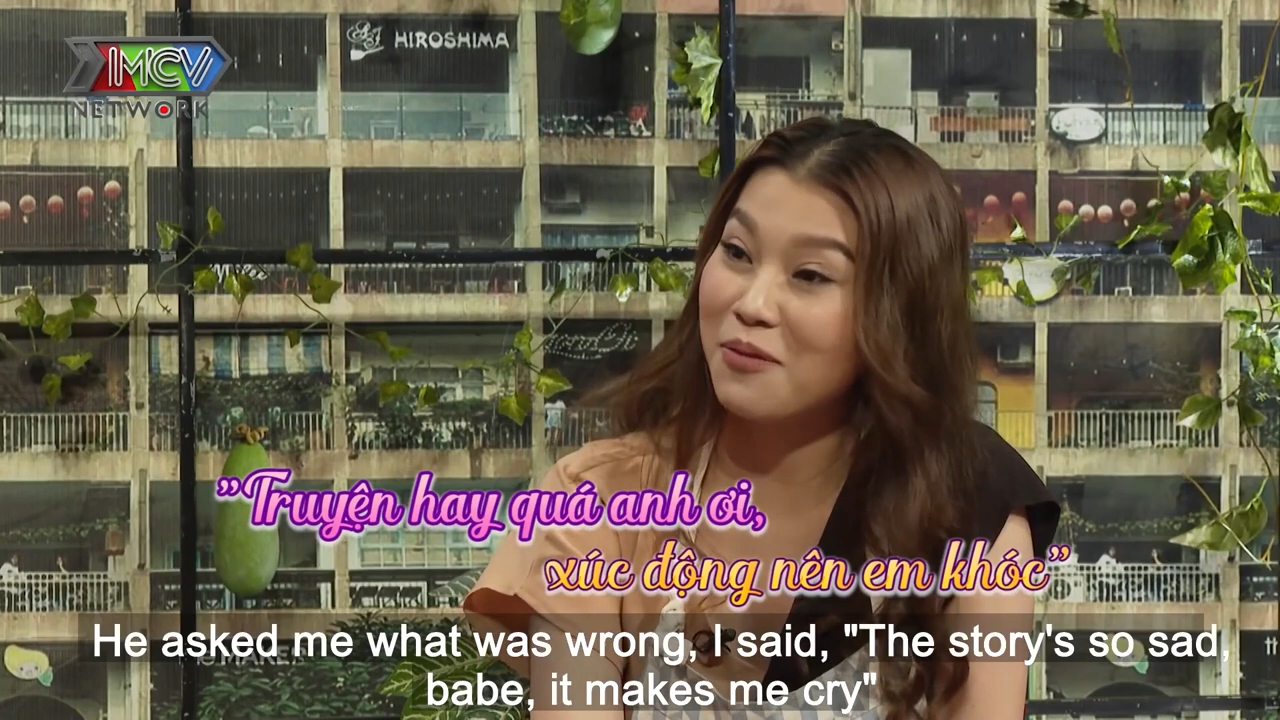 MCV
NETWORK
HIROSHIMA
"Truyện hay quá anh ơi,
xúc động nên em khóc"
He asked me what was wrong, I said, "The story's so sad,
babe, it makes me cry"